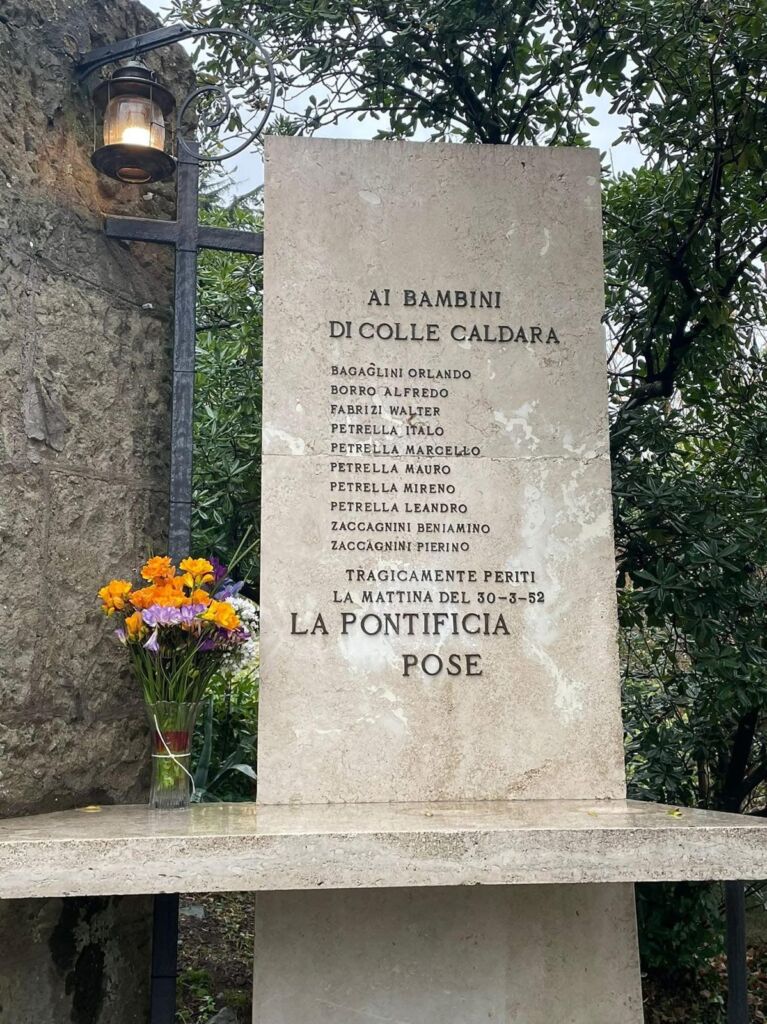 AI BAMBINI
DI COLLE CALDARA
BAGAGLINI ORLANDO
BORRO ALFREDO
FABRIZI WALTER
PETRELLA ITALO
PETRELLA MARCELLO
PETRELLA MAURO
PETRELLA MIRENO
PETRELLA LEANDRO
ZACCAGNINI BENIAMINO
ZACCAGNINI PIERINO
TRAGICAMENTE PERITI
LA MATTINA DEL 30-3-52
LA PONTIFICIA
POSE